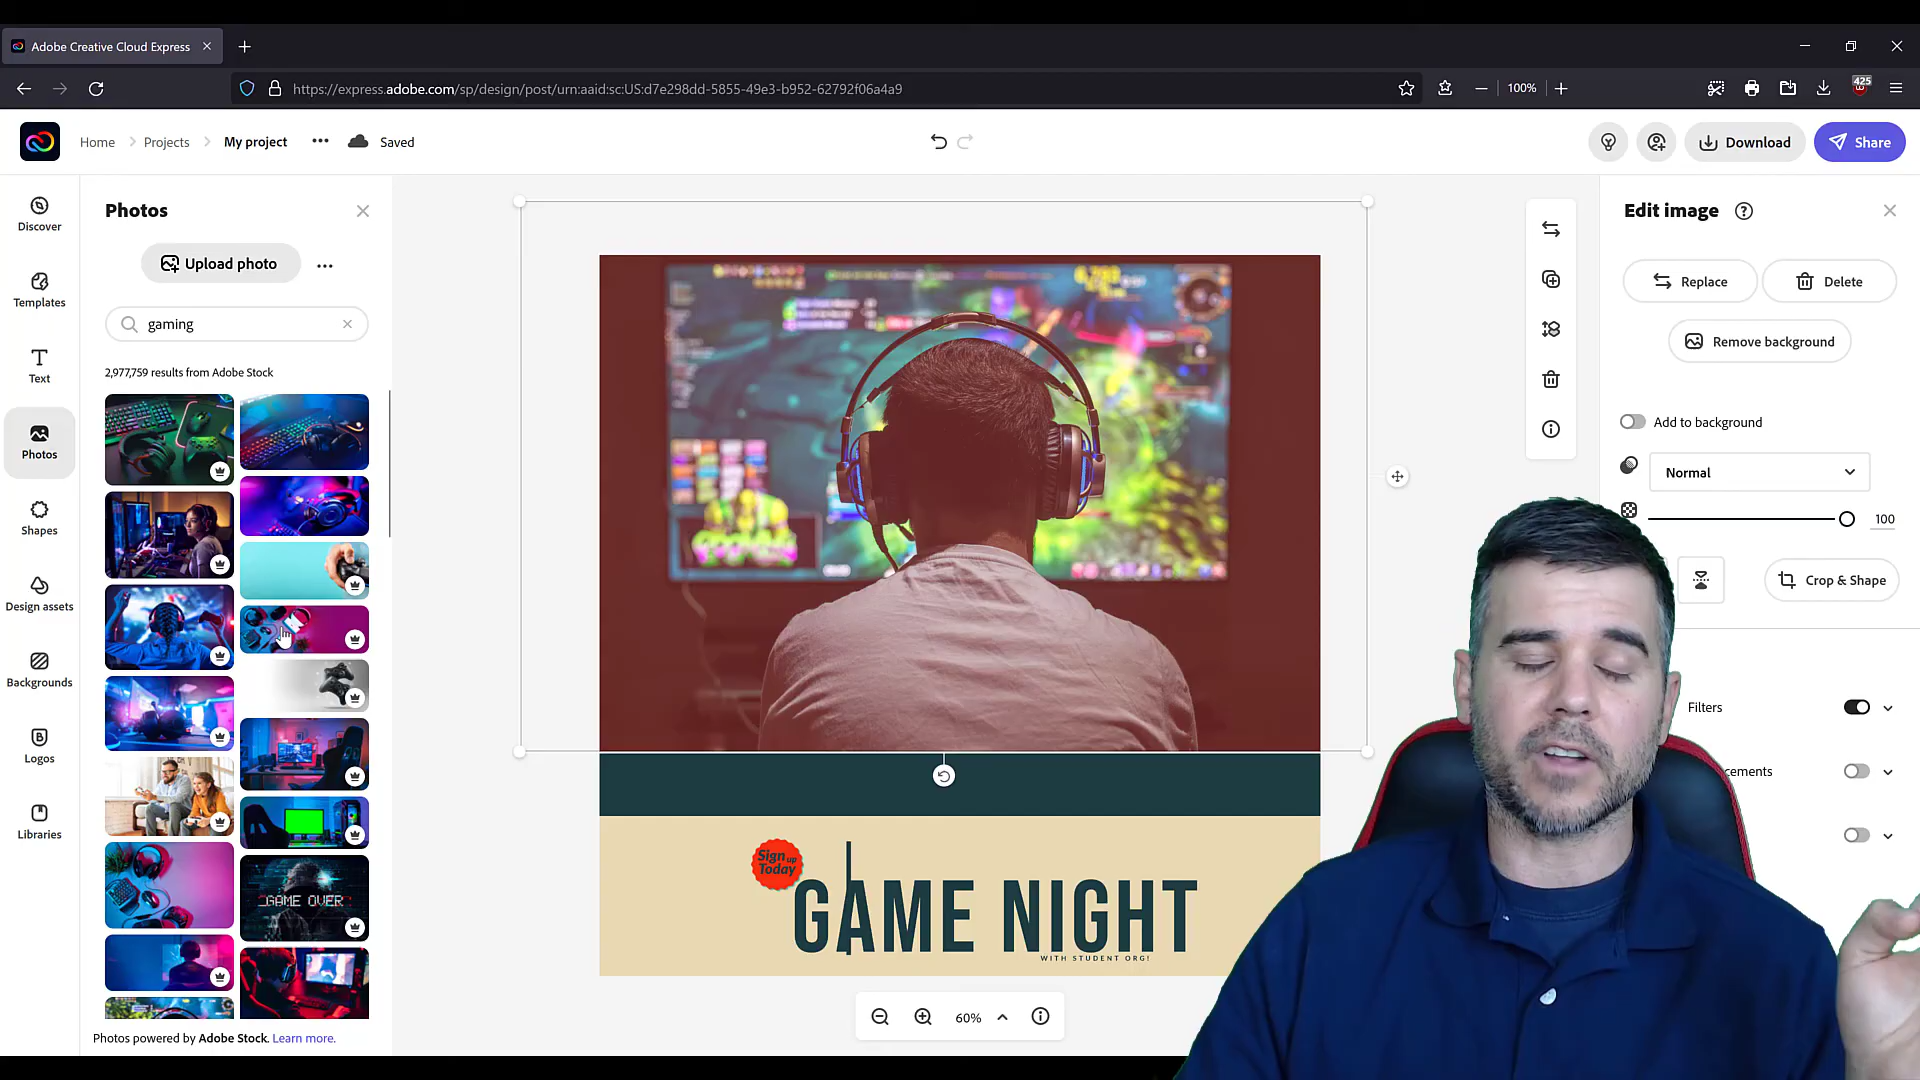 Adobe Creative Cloud Express
https://express.adobe.com/sp/design/post/urn:aaid:sc:US:d7e298dd-5855-49e3-b952-62792f06a4a9
100%
425
Home
Projects
My project
Saved
Download
Share
Discover
Templates
Text
Photos
Shapes
Design assets
Backgrounds
Logos
Libraries
Photos
Upload photo
gaming
2,977,759 results from Adobe Stock
GAME OVER
Photos powered by Adobe Stock. Learn more.
Sign up
Today
GAME NIGHT
WITH STUDENT ORG!
60%
Edit image
Replace
Delete
Remove background
Add to background
Normal
100
Crop & Shape
Filters
cements